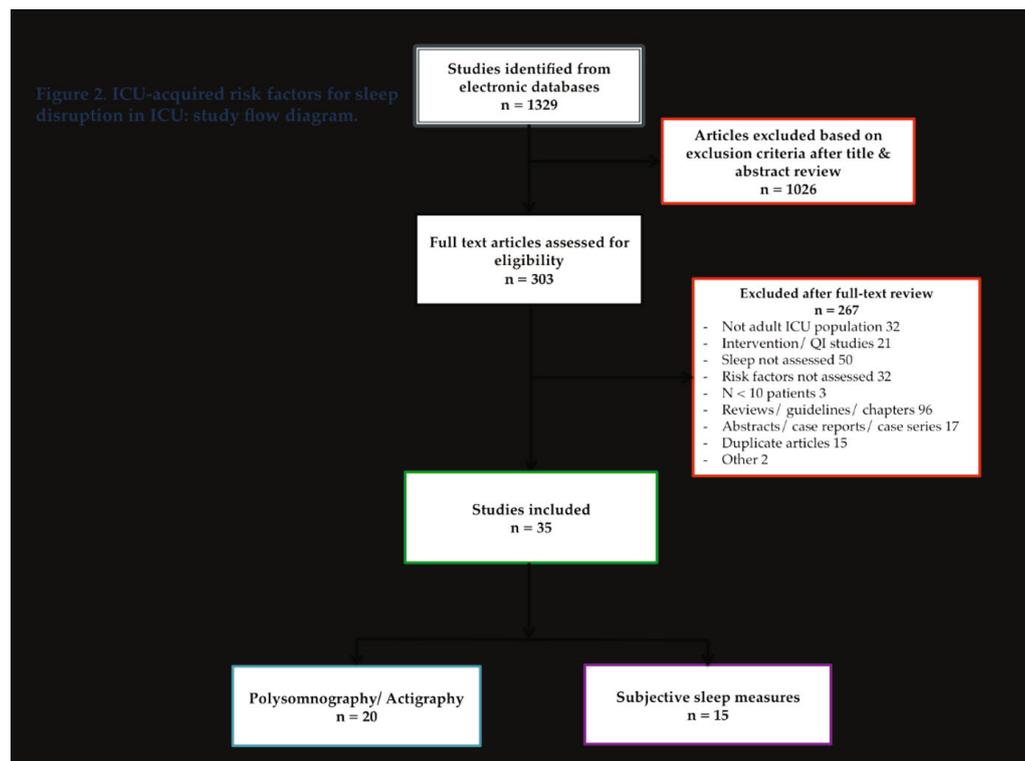 Figure 2. ICU-acquired risk factors for sleep
disruption in ICU: study flow diagram.
Studies identified from
electronic databases
n = 1329
Articles excluded based on
exclusion criteria after title &
abstract review
n = 1026
Full text articles assessed for
eligibility
n = 303
Excluded after full-text review
n = 267
- Not adult ICU population 32
- Intervention/ QI studies 21
- Sleep not assessed 50
- Risk factors not assessed 32
- N < 10 patients 3
- Reviews/ guidelines/ chapters 96
- Abstracts/ case reports/ case series 17
- Duplicate articles 15
- Other 2
Studies included
n = 35
Polysomnography/ Actigraphy
n = 20
Subjective sleep measures
n = 15